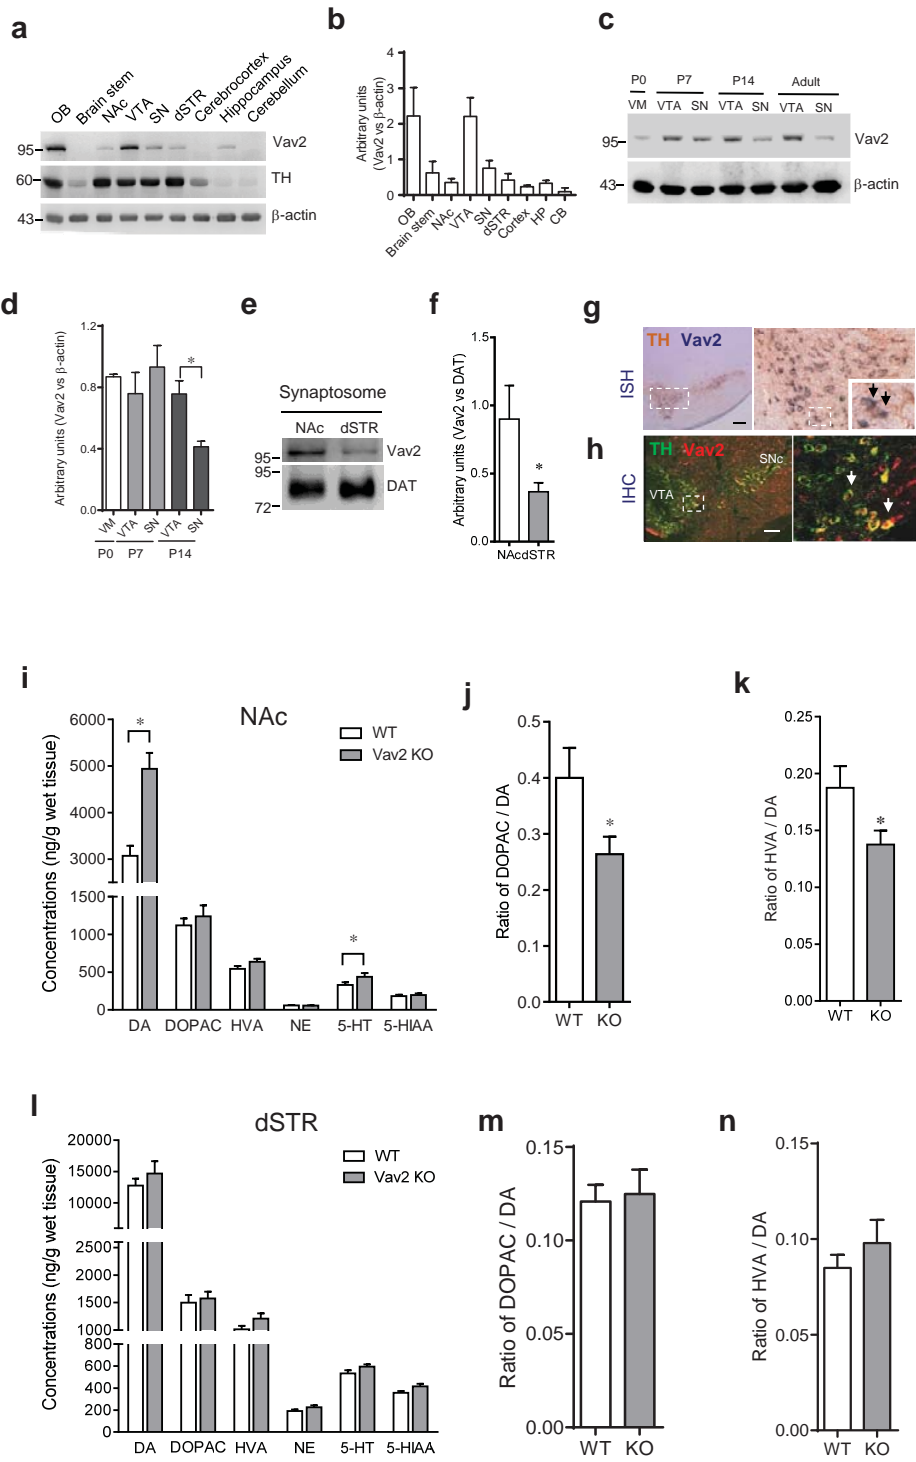 a
OB
Brain stem
NAc
VTA
SN
dSTR
Cerebrocortex
Hippocampus
Cerebellum
95
Vav2
60
TH
43
β-actin
b
Arbitrary units
(Vav2 vs β-actin)
4
3
2
1
0
OB
Brain stem
NAc
VTA
SN
dSTR
Cortex
HP
CB
c
P0 P7 P14 Adult
VM VTA SN VTA SN VTA SN
95
Vav2
43
β-actin
d
Arbitrary units (Vav2 vs β-actin)
1.2
0.8
0.4
0.0
*
VM VTA SN VTA SN
P0 P7 P14
e
Synaptosome
NAc dSTR
95
Vav2
95
DAT
72
f
Arbitrary units (Vav2 vs DAT)
1.5
1.0
0.5
0.0
*
NAcdSTR
g
ISH
TH Vav2
h
IHC
TH Vav2
SNc
VTA
i
NAc
Concentrations (ng/g wet tissue)
6000
5000
4000
3000
1500
1000
500
0
*
*
WT
Vav2 KO
DA DOPAC HVA NE 5-HT 5-HIAA
j
Ratio of DOPAC / DA
0.5
0.4
0.3
0.2
0.1
0.0
*
WT KO
k
Ratio of HVA / DA
0.25
0.20
0.15
0.10
0.05
0.00
*
WT KO
l
dSTR
Concentrations (ng/g wet tissue)
20000
15000
10000
2500
2000
1500
1000
800
600
400
200
0
WT
Vav2 KO
DA DOPAC HVA NE 5-HT 5-HIAA
m
Ratio of DOPAC / DA
0.15
0.10
0.05
0.00
WT KO
n
Ratio of HVA / DA
0.15
0.10
0.05
0.00
WT KO